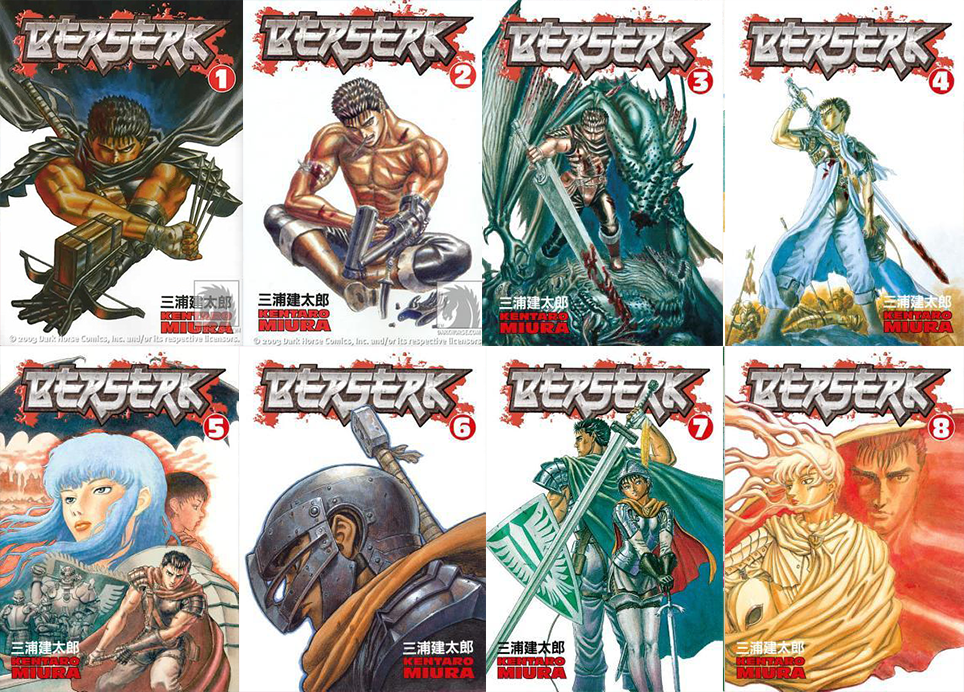 BERSERK
1
三浦建太郎
KENTARO
MIURA
© 2003 Dark Horse Comics, Inc. and/or its respective licensors.
BERSERK
2
三浦建太郎
KENTARO
MIURA
DARKHORSE.COM
© 2003 Dark Horse Comics, Inc. and/or its respective licensors.
BERSERK
3
三浦建太郎
KENTARO
MIURA
BERSERK
4
三浦建太郎
KENTARO
MIURA
BERSERK
5
三浦建太郎
KENTARO
MIURA
BERSERK
6
三浦建太郎
KENTARO
MIURA
BERSERK
7
三浦建太郎
KENTARO
MIURA
BERSERK
8
三浦建太郎
KENTARO
MIURA